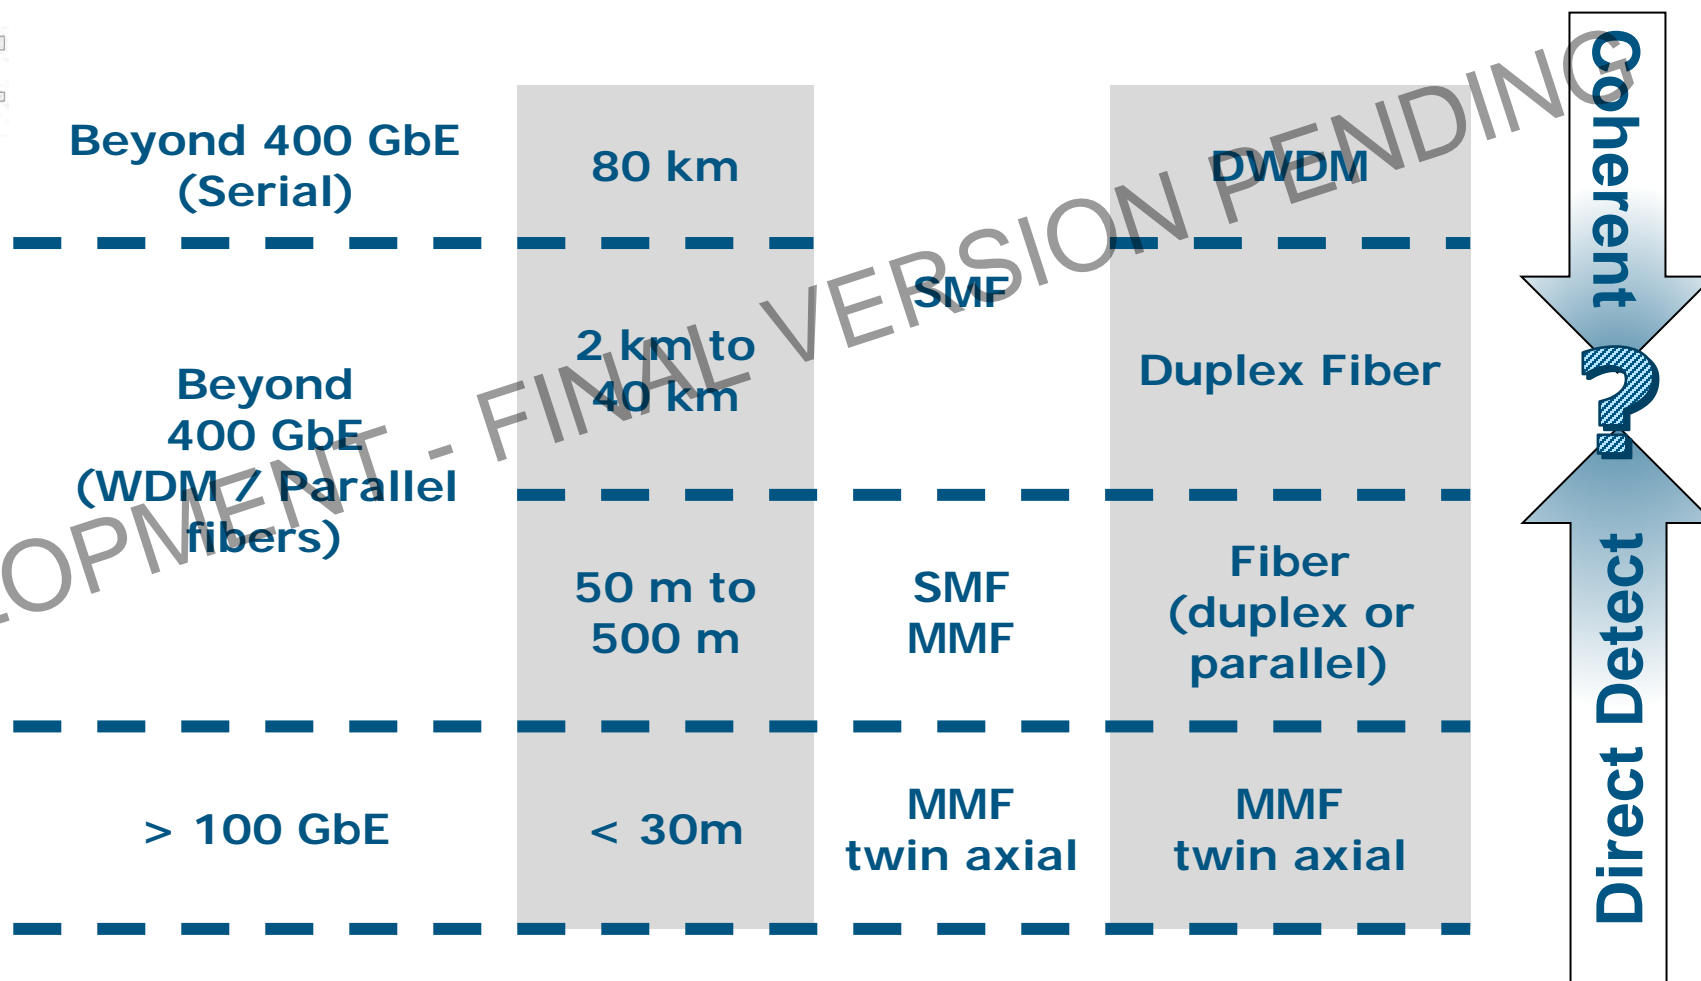 Beyond 400 GbE
(Serial)
80 km
DWDM
SMF
Beyond
400 GbE
(WDM / Parallel
fibers)
2 km to
40 km
Duplex Fiber
50 m to
500 m
SMF
MMF
Fiber
(duplex or
parallel)
> 100 GbE
< 30m
MMF
twin axial
MMF
twin axial
Coherent
?
Direct Detect
- FINAL VERSION PENDING